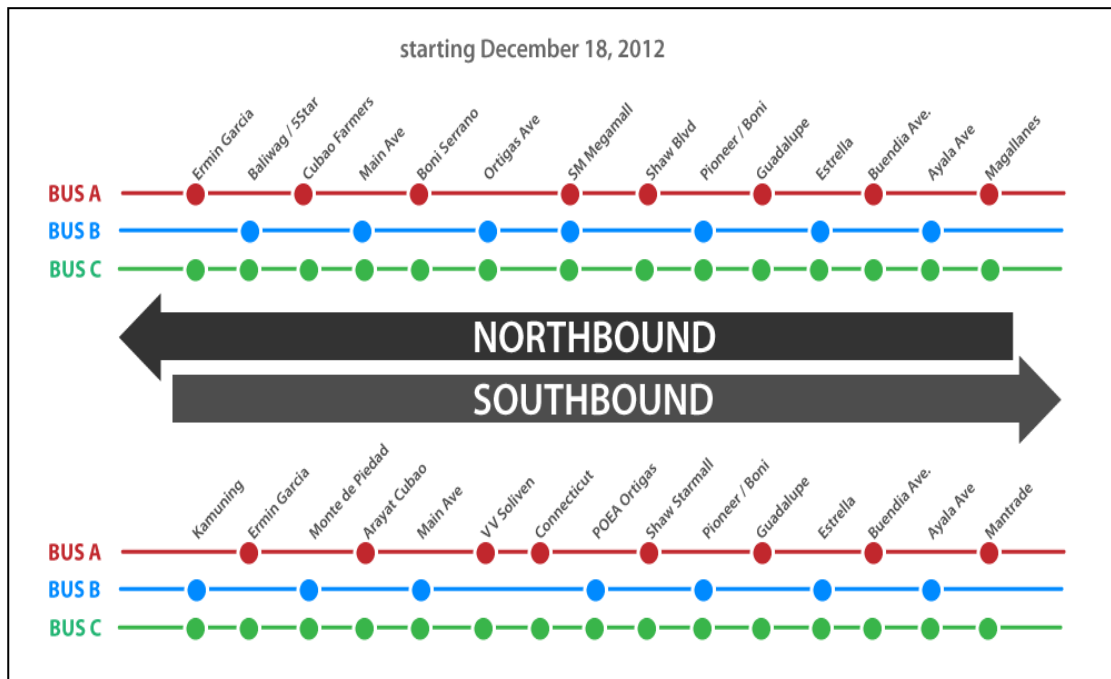 starting December 18, 2012
Ermin Garcia
Baliwag / 5Star
Cubao Farmers
Main Ave
Boni Serrano
Ortigas Ave
SM Megamall
Shaw Blvd
Pioneer / Boni
Guadalupe
Estrella
Buendia Ave.
Ayala Ave
Magallanes
BUS A
BUS B
BUS C
NORTHBOUND
SOUTHBOUND
Kamuning
Ermin Garcia
Monte de Piedad
Arayat Cubao
Main Ave
V V Soliven
Connecticut
POEA Ortigas
Shaw Starmall
Pioneer / Boni
Guadalupe
Estrella
Buendia Ave.
Ayala Ave
Mantrade
BUS A
BUS B
BUS C